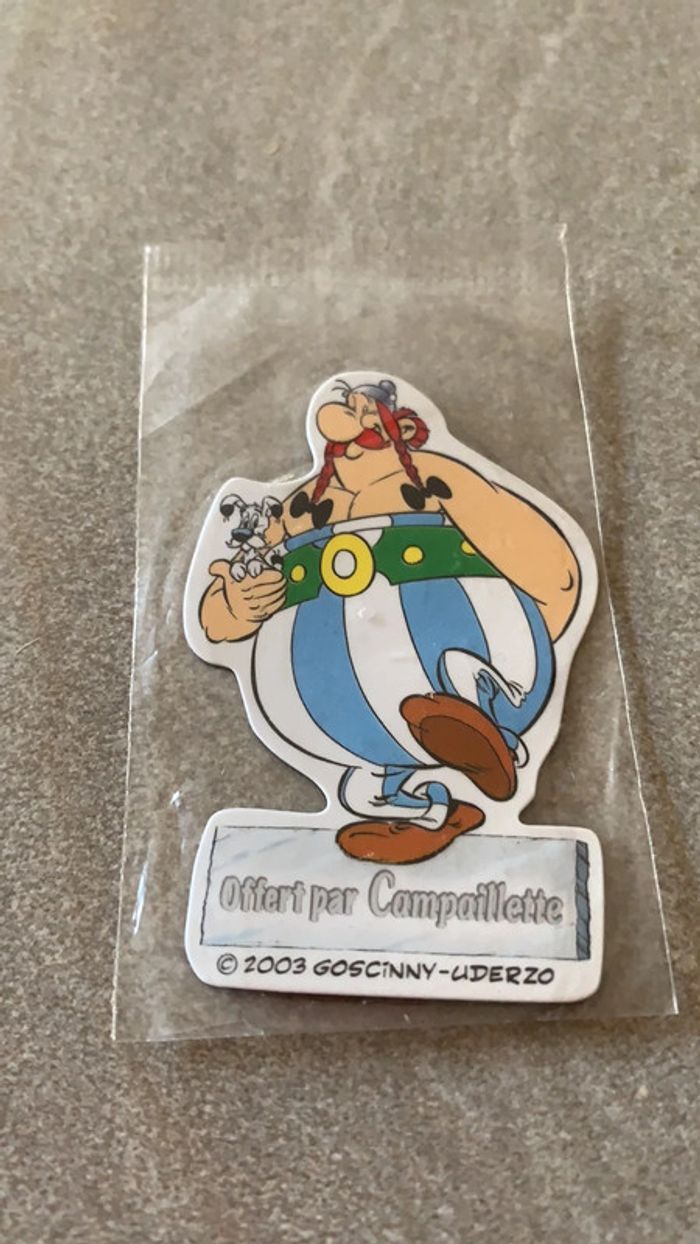 Offert par Campaillette
© 2003 GOSCiNNY-UDERZO